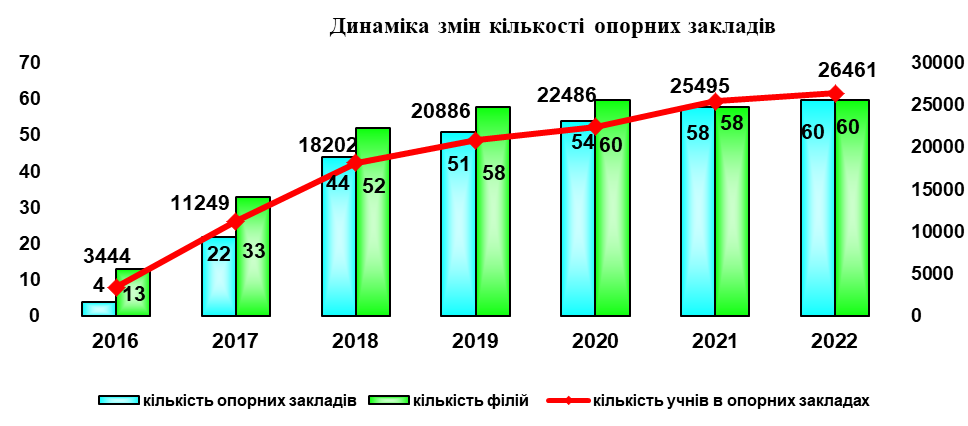 Динаміка змін кількості опорних закладів
70 30000
60 25000
50 20000
40 15000
30 10000
20 5000
10 0
0
3444 11249 18202 20886 22486 25495 26461
4 13 22 33 44 52 51 58 54 60 58 58 60 60
2016 2017 2018 2019 2020 2021 2022
кількість опорних закладів кількість філій кількість учнів в опорних закладах